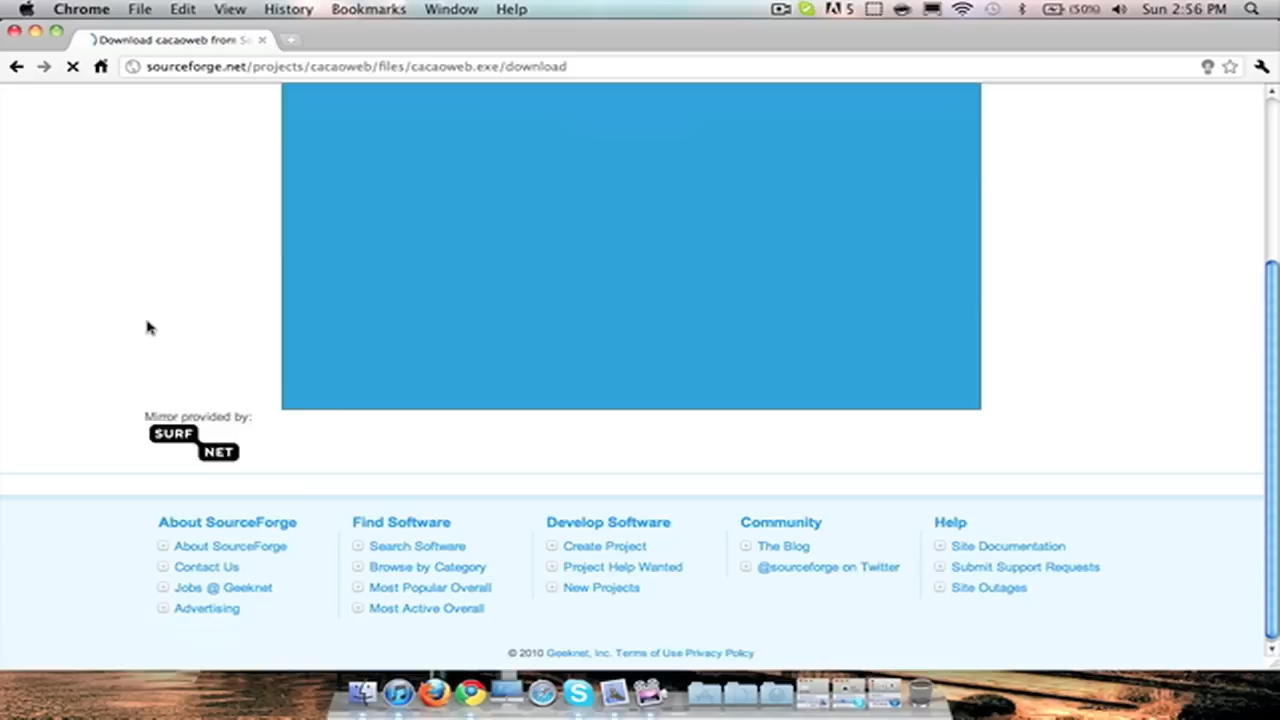 Chrome File Edit View History Bookmarks Window Help 5 (50%) Sun 2:56 PM
Download cacaoweb from So
sourceforge.net/projects/cacaoweb/files/cacaoweb.exe/download
Mirror provided by:
SURF
NET
About SourceForge Find Software Develop Software Community Help
About SourceForge Search Software Create Project The Blog Site Documentation
Contact Us Browse by Category Project Help Wanted @sourceforge on Twitter Submit Support Requests
Jobs @ Geeknet Most Popular Overall New Projects Site Outages
Advertising Most Active Overall
© 2010 Geeknet, Inc. Terms of Use Privacy Policy